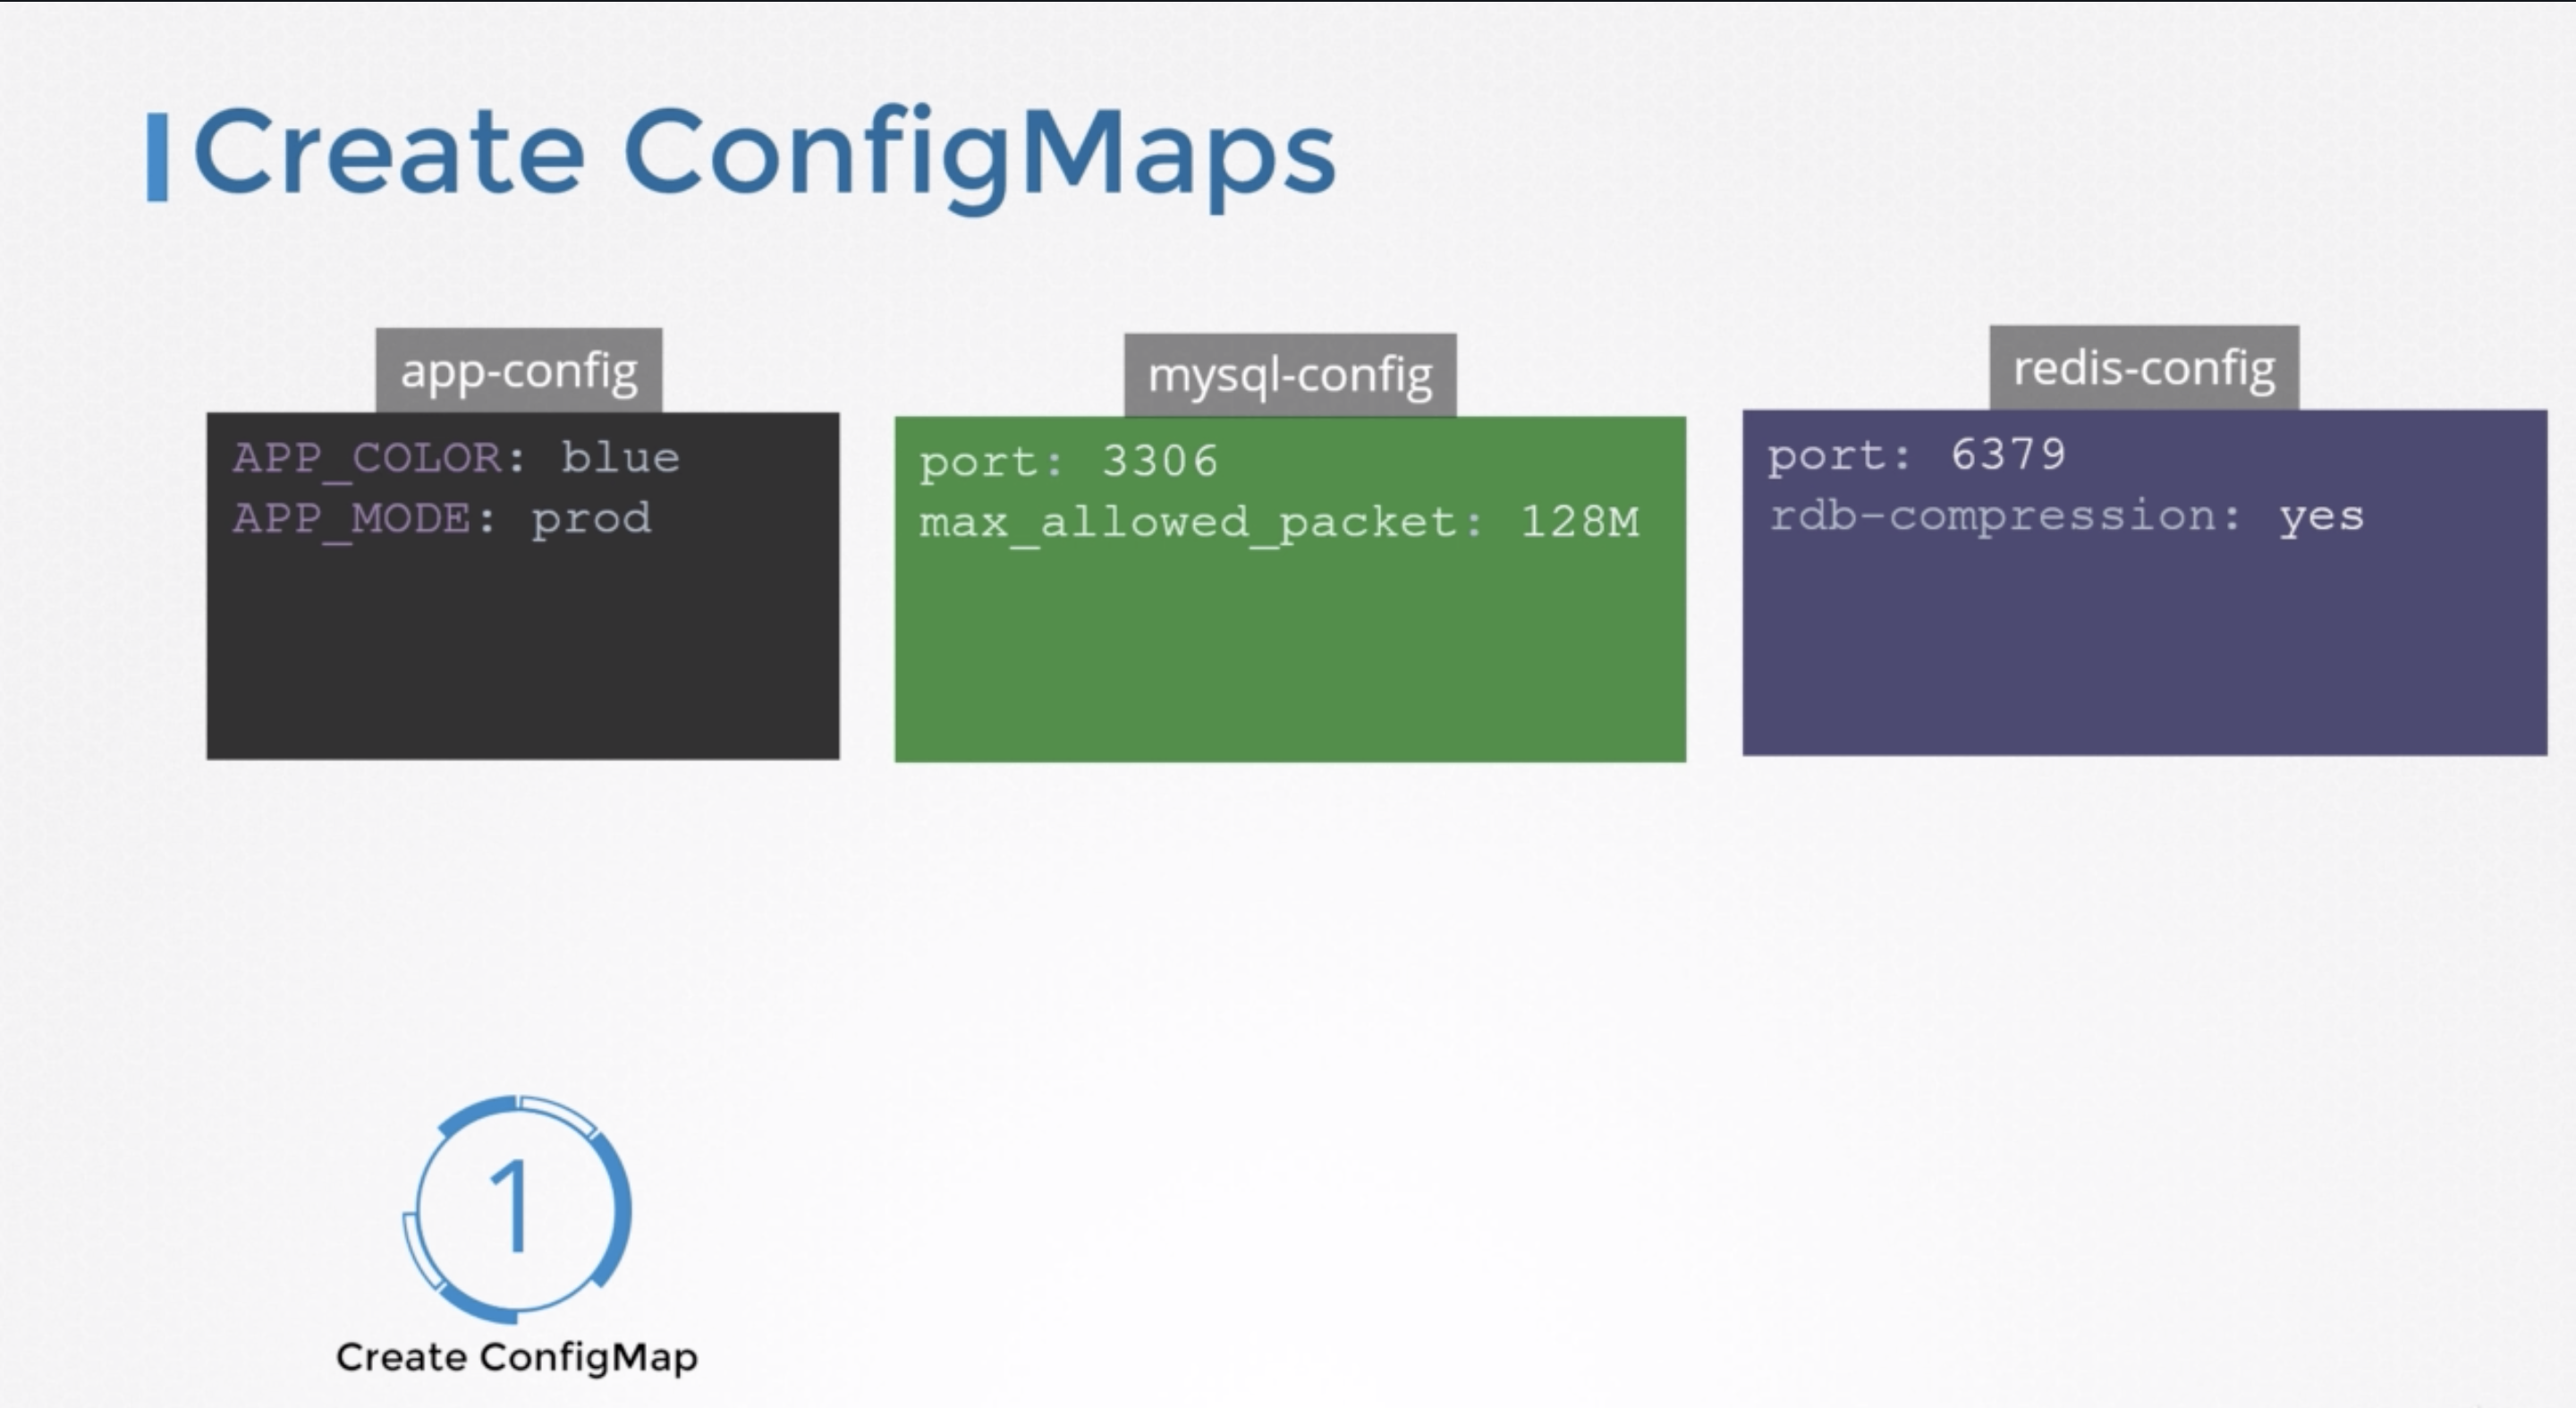 Create ConfigMaps
app-config
APP_COLOR: blue
APP_MODE: prod
mysql-config
port: 3306
max_allowed_packet: 128M
redis-config
port: 6379
rdb-compression: yes
1
Create ConfigMap